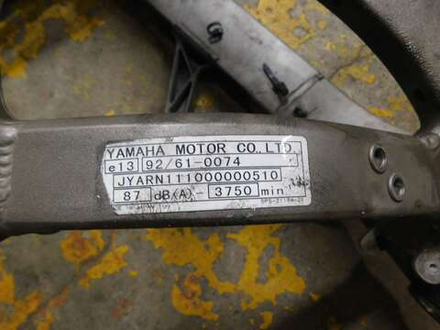 YAMAHA MOTOR CO., LTD.
e13 92/61-0074
JYARN111000000510
87 dB(A) - 3750 min